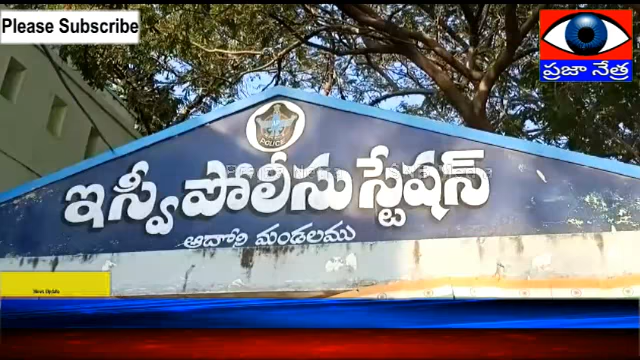 Please Subscribe
ప్రజా నేత్ర
POLICE
ఇస్వీ పోలీసు స్టేషన్
ఆదోని మండలము